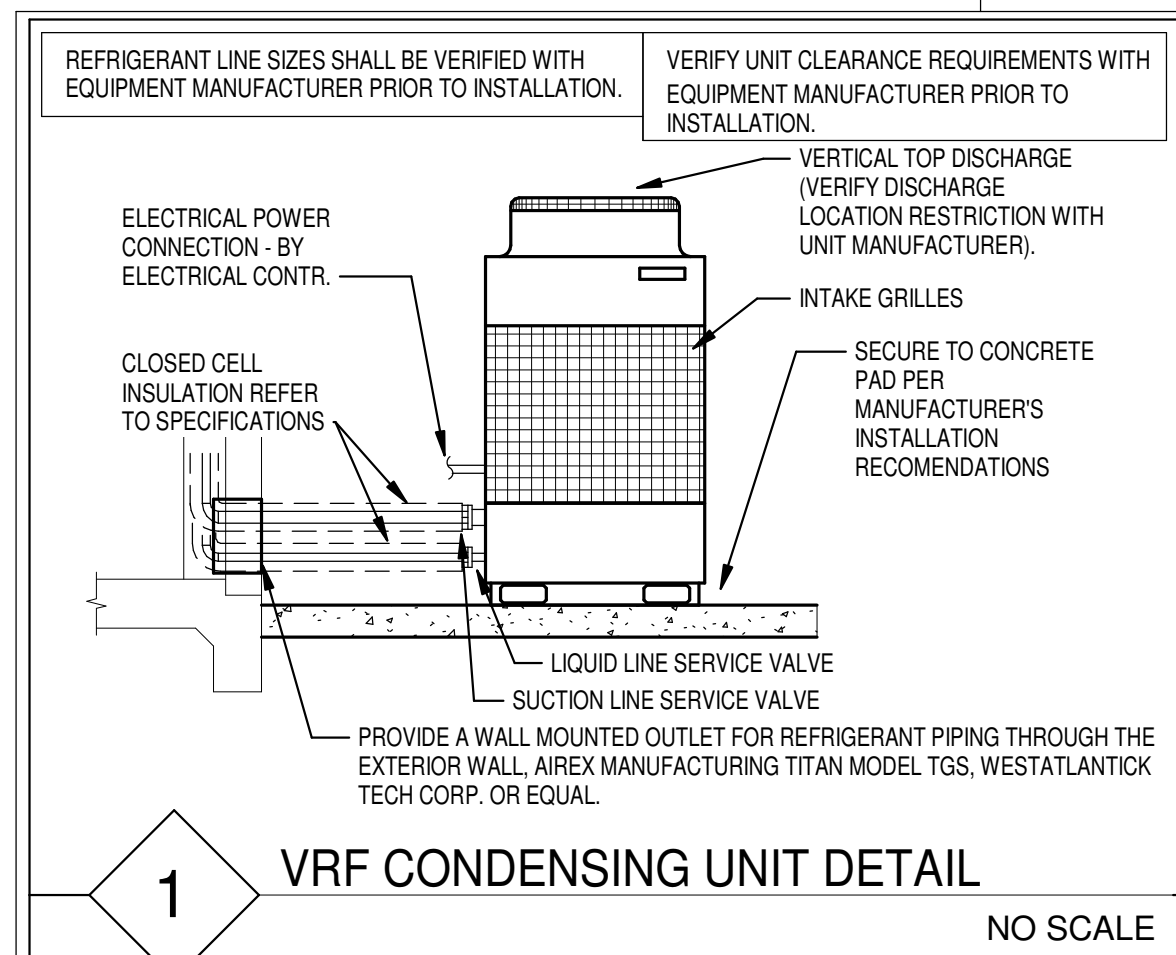 REFRIGERANT LINE SIZES SHALL BE VERIFIED WITH
EQUIPMENT MANUFACTURER PRIOR TO INSTALLATION.
VERIFY UNIT CLEARANCE REQUIREMENTS WITH
EQUIPMENT MANUFACTURER PRIOR TO
INSTALLATION.
VERTICAL TOP DISCHARGE
(VERIFY DISCHARGE
LOCATION RESTRICTION WITH
UNIT MANUFACTURER).
ELECTRICAL POWER
CONNECTION - BY
ELECTRICAL CONTR.
INTAKE GRILLES
CLOSED CELL
INSULATION REFER
TO SPECIFICATIONS
SECURE TO CONCRETE
PAD PER
MANUFACTURER'S
INSTALLATION
RECOMENDATIONS
LIQUID LINE SERVICE VALVE
SUCTION LINE SERVICE VALVE
PROVIDE A WALL MOUNTED OUTLET FOR REFRIGERANT PIPING THROUGH THE
EXTERIOR WALL, AIREX MANUFACTURING TITAN MODEL TGS, WESTATLANTICK
TECH CORP. OR EQUAL.
1
VRF CONDENSING UNIT DETAIL
NO SCALE